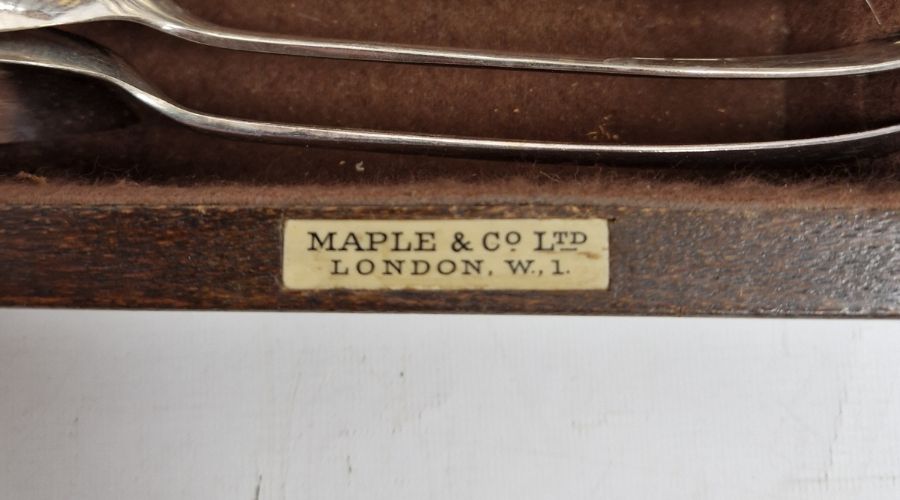 MAPLE & Co LTD
LONDON, W., 1.